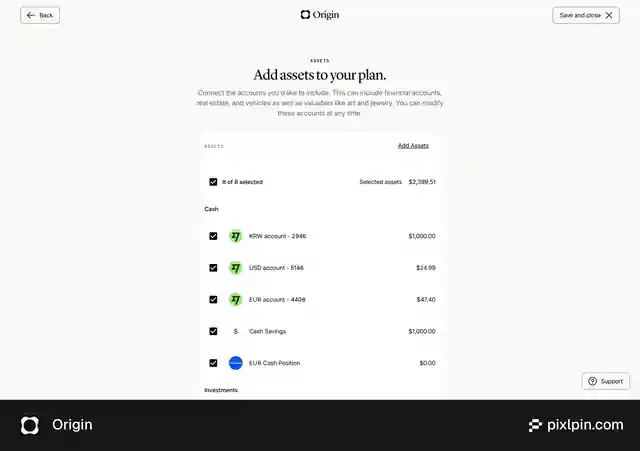 Back
Origin
Save and close
ASSETS
Add assets to your plan.
Connect the accounts you'd like to include. This can include financial accounts,
real estate, and vehicles as well as valuables like art and jewelry. You can modify
these accounts at any time
ASSETS
Add Assets
8 of 8 selected
Selected assets $2,399.51
Cash
KRW account - 2946 $1,000.00
USD account - 5146 $24.99
EUR account - 4406 $47.40
$ Cash Savings $1,000.00
EUR Cash Position $0.00
Support
Investments
Origin
pixlpin.com